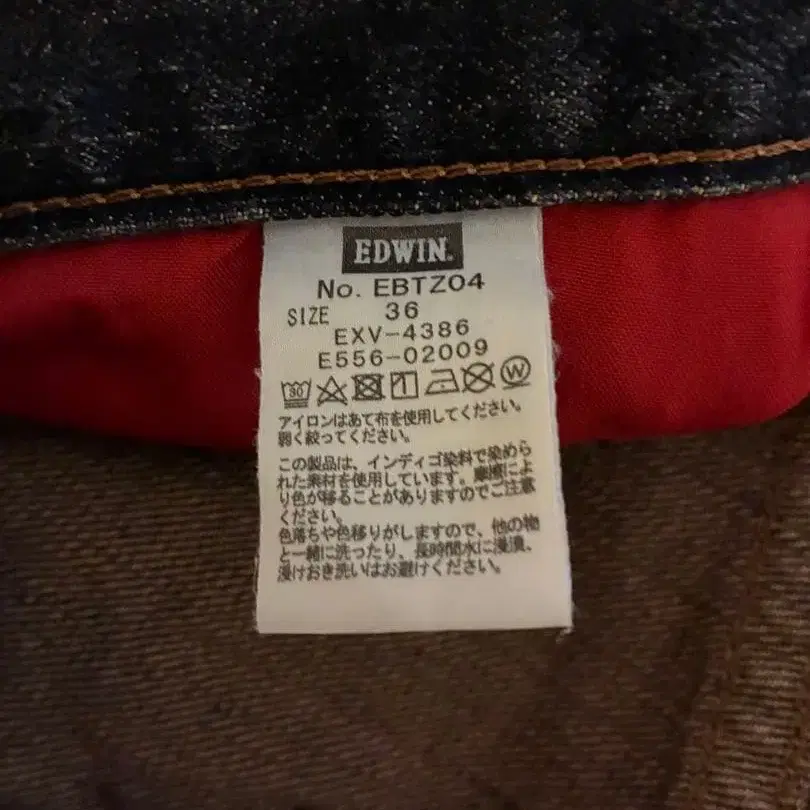 EDWIN.
No. EBTZ04
SIZE 36
EXV-4386
E556-02009
30 W
アイロンはあて布を使用してください。
弱く絞ってください。
この製品は、インディゴ染料で染めら
れた素材を使用しています。摩擦によ
り色が移ることがありますのでご注意
ください。
色落ちや色移りがしますので、他の物
と一緒に洗ったり、長時間水に浸漬、
浸けおき洗いはお避けください。